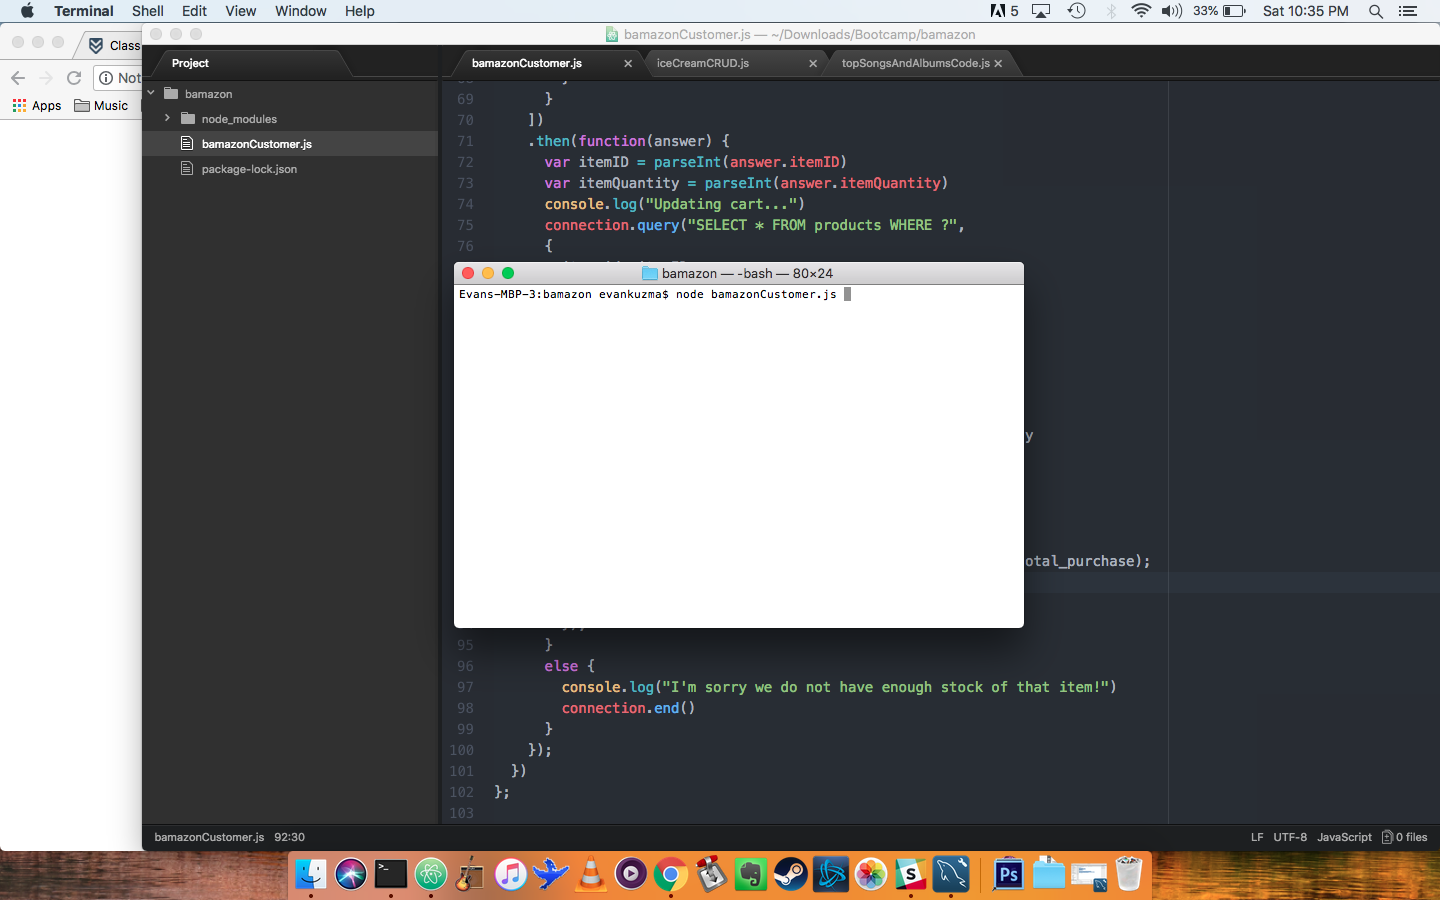 Terminal Shell Edit View Window Help 5 33% Sat 10:35 PM
Class
bamazonCustomer.js — ~/Downloads/Bootcamp/bamazon
Project
bamazonCustomer.js
iceCreamCRUD.js
topSongsAndAlbumsCode.js
Not
Apps Music
bamazon
node_modules
bamazonCustomer.js
package-lock.json
69 }
70 ])
71 .then(function(answer) {
72 var itemID = parseInt(answer.itemID)
73 var itemQuantity = parseInt(answer.itemQuantity)
74 console.log("Updating cart...")
75 connection.query("SELECT * FROM products WHERE ?",
76 {
bamazon — -bash — 80×24
Evans-MBP-3:bamazon evankuzma$ node bamazonCustomer.js
y
otal_purchase);
95 }
96 else {
97 console.log("I'm sorry we do not have enough stock of that item!")
98 connection.end()
99 }
100 });
101 })
102 };
103
bamazonCustomer.js 92:30 LF UTF-8 JavaScript 0 files
>_
S
Ps